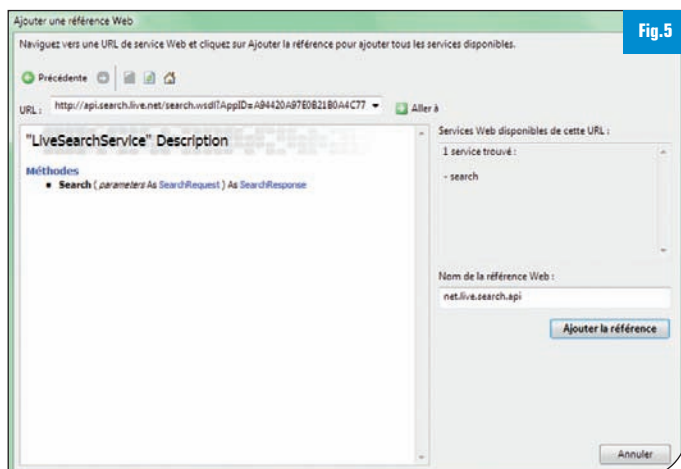 Ajouter une référence Web
Fig.5
Naviguez vers une URL de service Web et cliquez sur Ajouter la référence pour ajouter tous les services disponibles.
Précédente
URL : http://api.search.live.net/search.wsdl?AppID=A94420A97E0B21B0A4C77 Aller à
"LiveSearchService" Description
Méthodes
Search ( parameters As SearchRequest ) As SearchResponse
Services Web disponibles de cette URL :
1 service trouvé :
- search
Nom de la référence Web :
net.live.search.api
Ajouter la référence
Annuler